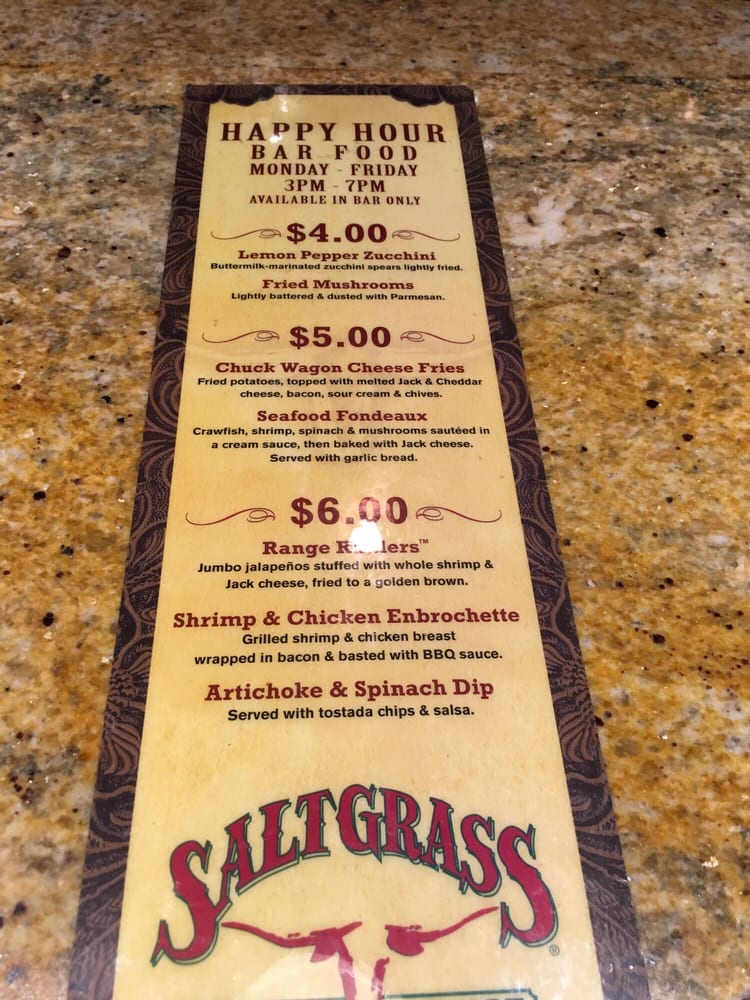 HAPPY HOUR
BAR FOOD
MONDAY - FRIDAY
3PM - 7PM
AVAILABLE IN BAR ONLY
$4.00
Lemon Pepper Zucchini
Buttermilk-marinated zucchini spears lightly fried.
Fried Mushrooms
Lightly battered & dusted with Parmesan.
$5.00
Chuck Wagon Cheese Fries
Fried potatoes, topped with melted Jack & Cheddar
cheese, bacon, sour cream & chives.
Seafood Fondeaux
Crawfish, shrimp, spinach & mushrooms sautéed in
a cream sauce, then baked with Jack cheese.
Served with garlic bread.
$6.00
Range
Jumbo jalapeños stuffed with whole shrimp &
Jack cheese, fried to a golden brown.
Shrimp & Chicken Enbrochette
Grilled shrimp & chicken breast
wrapped in bacon & basted with BBQ sauce.
Artichoke & Spinach Dip
Served with tostada chips & salsa.
SALTGRASS®